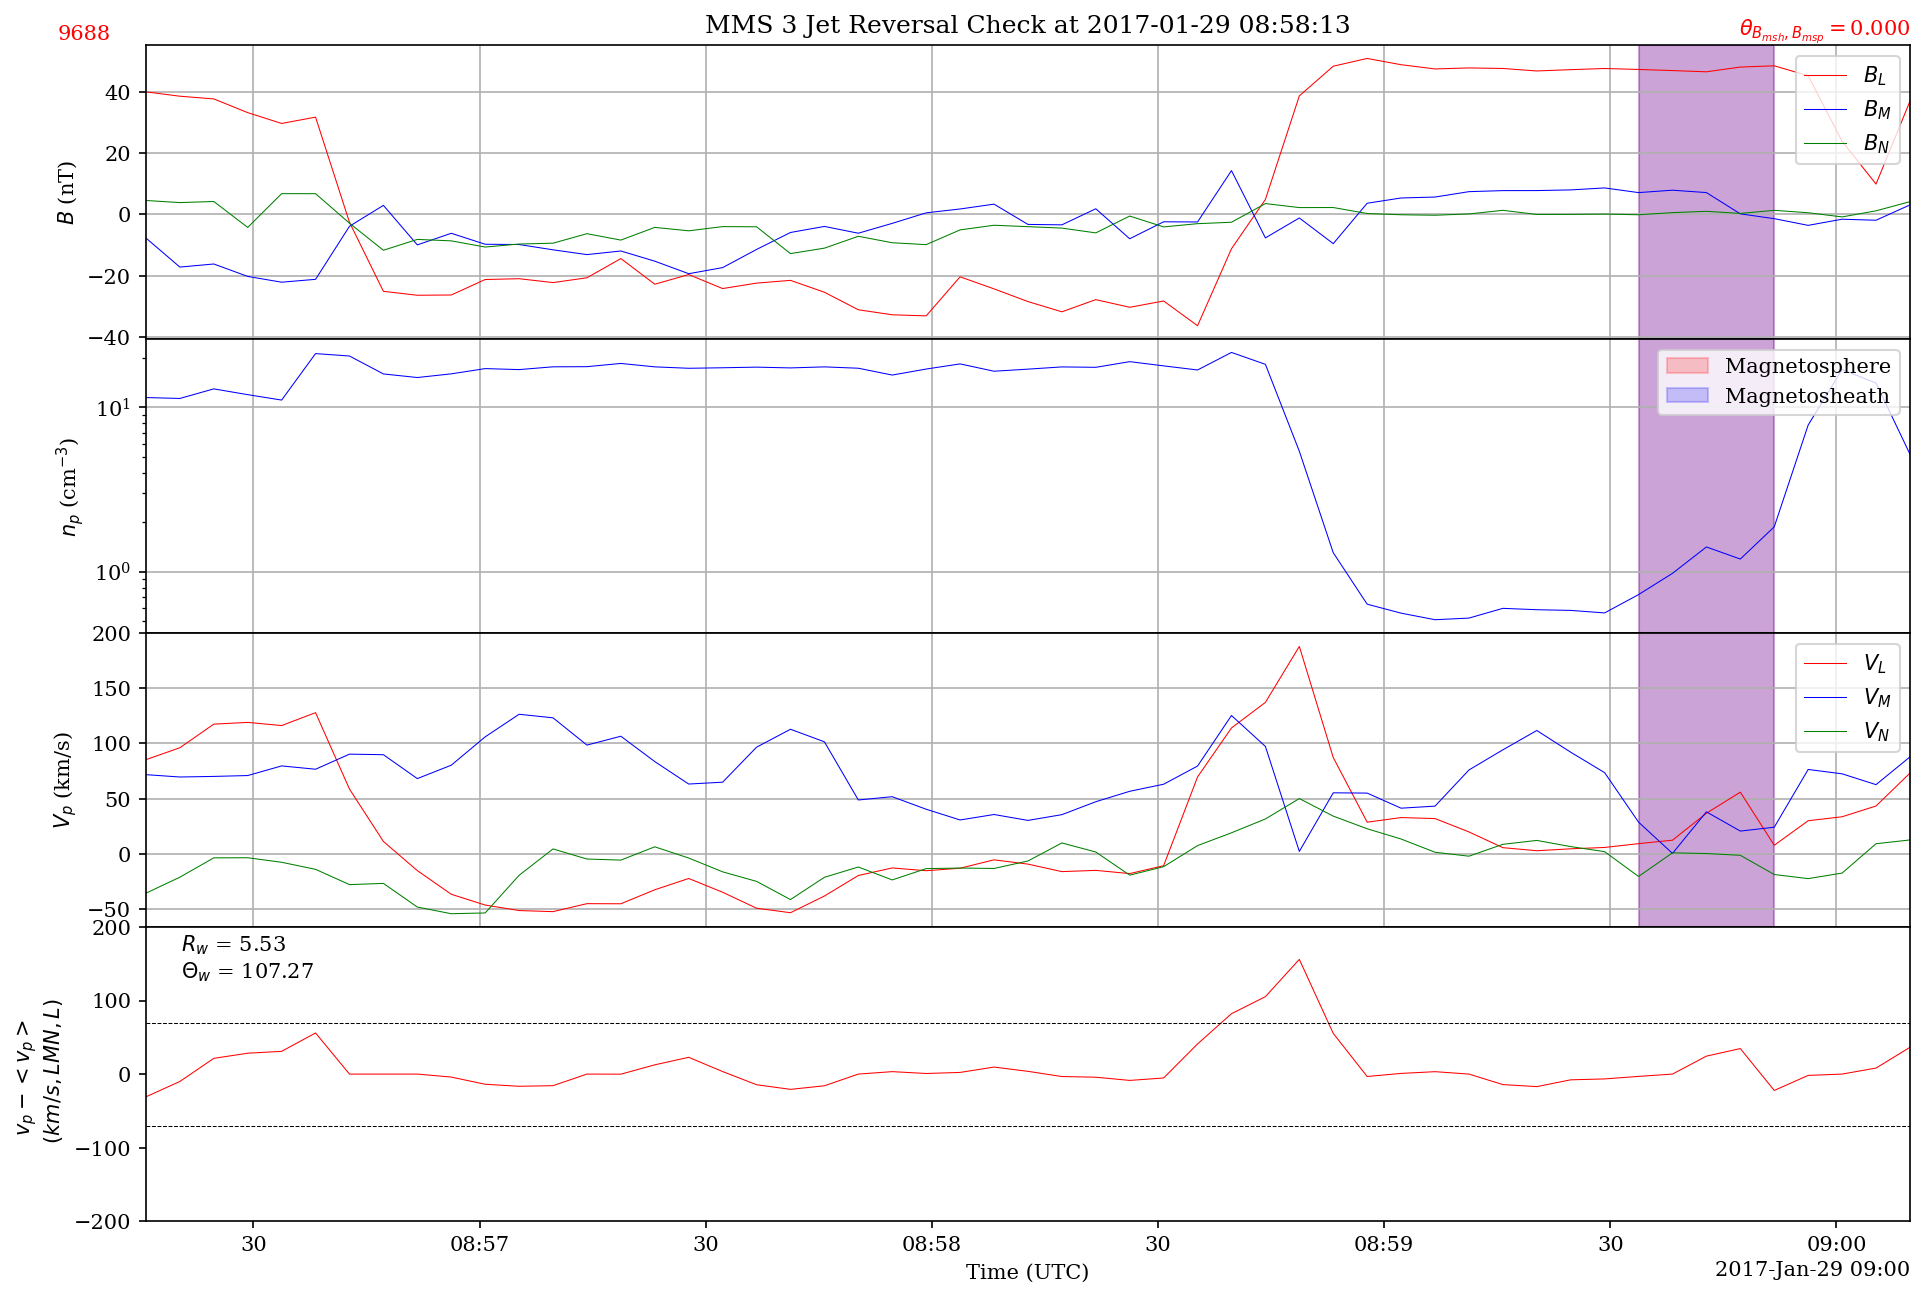 MMS 3 Jet Reversal Check at 2017-01-29 08:58:13
9688
θ_{B_{msh}, B_{msp}} = 0.000
B (nT)
40
20
0
−20
−40
B_L
B_M
B_N
n_p (cm^{−3})
10^1
10^0
Magnetosphere
Magnetosheath
V_p (km/s)
200
150
100
50
0
−50
V_L
V_M
V_N
v_p − < v_p >
(km/s, LMN, L)
200
100
0
−100
−200
R_w = 5.53
Θ_w = 107.27
30 08:57 30 08:58 30 08:59 30 09:00
Time (UTC)
2017-Jan-29 09:00